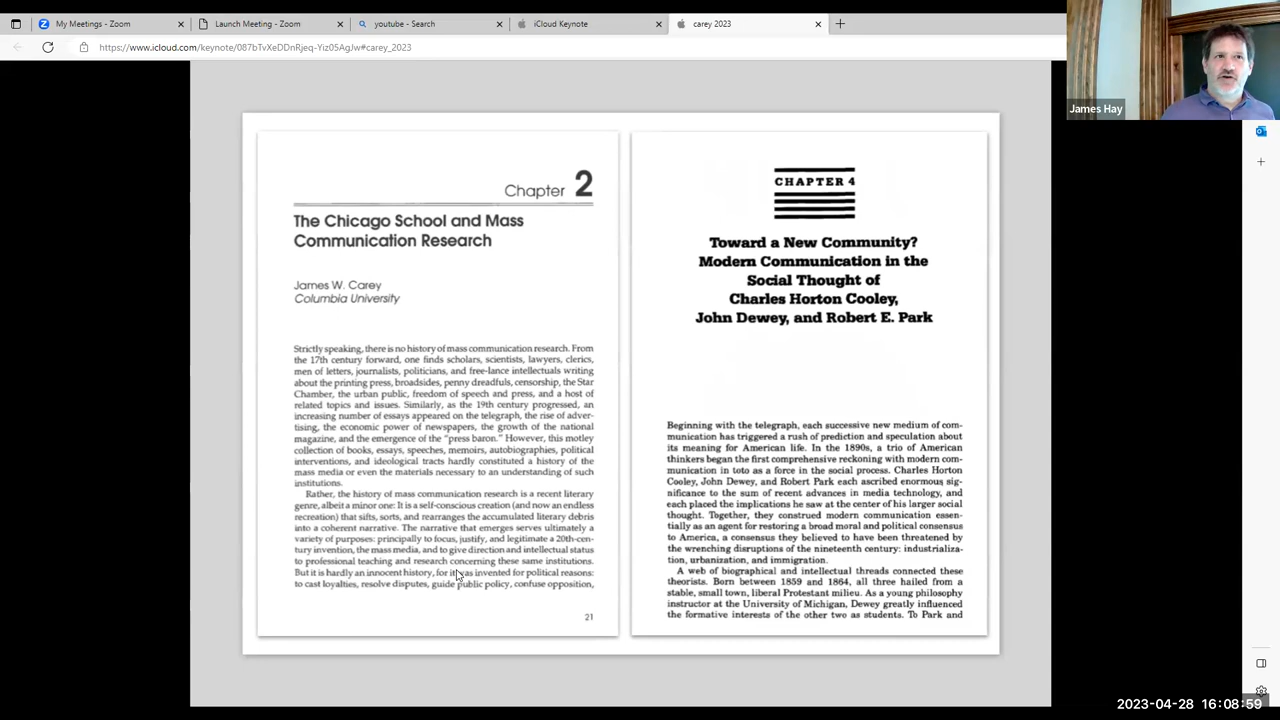 My Meetings - Zoom
Launch Meeting - Zoom
youtube - Search
iCloud Keynote
carey 2023
https://www.icloud.com/keynote/087bTvXeDDnRjeq-Yiz05AgJw#carey_2023
James Hay
Chapter 2
The Chicago School and Mass
Communication Research
James W. Carey
Columbia University
Strictly speaking, there is no history of mass communication research. From
the 17th century forward, one finds scholars, scientists, lawyers, clerics,
men of letters, journalists, politicians, and free-lance intellectuals writing
about the printing press, broadsides, penny dreadfuls, censorship, the Star
Chamber, the urban public, freedom of speech and press, and a host of
related topics and issues. Similarly, as the 19th century progressed, an
increasing number of essays appeared on the telegraph, the rise of adver-
tising, the economic power of newspapers, the growth of the national
magazine, and the emergence of the "press baron." However, this motley
collection of books, essays, speeches, memoirs, autobiographies, political
interventions, and ideological tracts hardly constituted a history of the
mass media or even the materials necessary to an understanding of such
institutions.
Rather, the history of mass communication research is a recent literary
genre, albeit a minor one: It is a self-conscious creation (and now an endless
recreation) that sifts, sorts, and rearranges the accumulated literary debris
into a coherent narrative. The narrative that emerges serves ultimately a
variety of purposes: principally to focus, justify, and legitimate a 20th-cen-
tury invention, the mass media, and to give direction and intellectual status
to professional teaching and research concerning these same institutions.
But it is hardly an innocent history, for it was invented for political reasons:
to cast loyalties, resolve disputes, guide public policy, confuse opposition,
21
CHAPTER 4
Toward a New Community?
Modern Communication in the
Social Thought of
Charles Horton Cooley,
John Dewey, and Robert E. Park
Beginning with the telegraph, each successive new medium of com-
munication has triggered a rush of prediction and speculation about
its meaning for American life. In the 1890s, a trio of American
thinkers began the first comprehensive reckoning with modern com-
munication in toto as a force in the social process. Charles Horton
Cooley, John Dewey, and Robert Park each ascribed enormous sig-
nificance to the sum of recent advances in media technology, and
each placed the implications he saw at the center of his larger social
thought. Together, they construed modern communication essen-
tially as an agent for restoring a broad moral and political consensus
to America, a consensus they believed to have been threatened by
the wrenching disruptions of the nineteenth century: industrializa-
tion, urbanization, and immigration.
A web of biographical and intellectual threads connected these
theorists. Born between 1859 and 1864, all three hailed from a
stable, small town, liberal Protestant milieu. As a young philosophy
instructor at the University of Michigan, Dewey greatly influenced
the formative interests of the other two as students. To Park and
2023-04-28 16:08:59